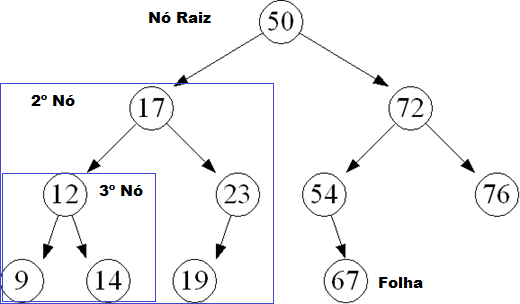 Nó Raiz 50
2º Nó 17 72
12 3º Nó 23 54 76
9 14 19 67 Folha